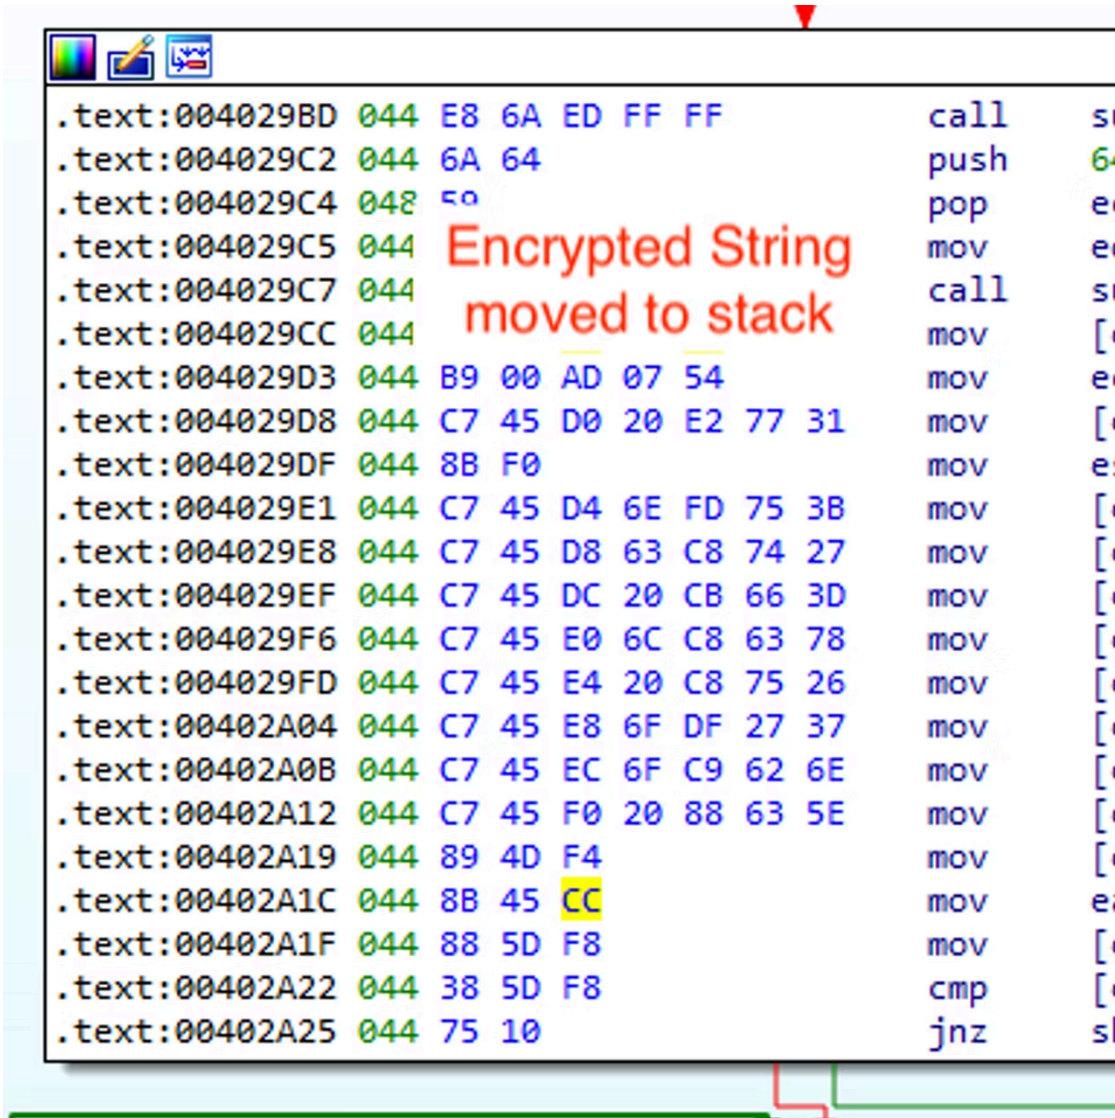 .text:004029BD 044 E8 6A ED FF FF call
.text:004029C2 044 6A 64 push
.text:004029C4 048 59 pop
Encrypted String
.text:004029C5 044 mov
.text:004029C7 044 call
moved to stack
.text:004029CC 044 mov
.text:004029D3 044 B9 00 AD 07 54 mov
.text:004029D8 044 C7 45 D0 20 E2 77 31 mov
.text:004029DF 044 8B F0 mov
.text:004029E1 044 C7 45 D4 6E FD 75 3B mov
.text:004029E8 044 C7 45 D8 63 C8 74 27 mov
.text:004029EF 044 C7 45 DC 20 CB 66 3D mov
.text:004029F6 044 C7 45 E0 6C C8 63 78 mov
.text:004029FD 044 C7 45 E4 20 C8 75 26 mov
.text:00402A04 044 C7 45 E8 6F DF 27 37 mov
.text:00402A0B 044 C7 45 EC 6F C9 62 6E mov
.text:00402A12 044 C7 45 F0 20 88 63 5E mov
.text:00402A19 044 89 4D F4 mov
.text:00402A1C 044 8B 45 CC mov
.text:00402A1F 044 88 5D F8 mov
.text:00402A22 044 38 5D F8 cmp
.text:00402A25 044 75 10 jnz